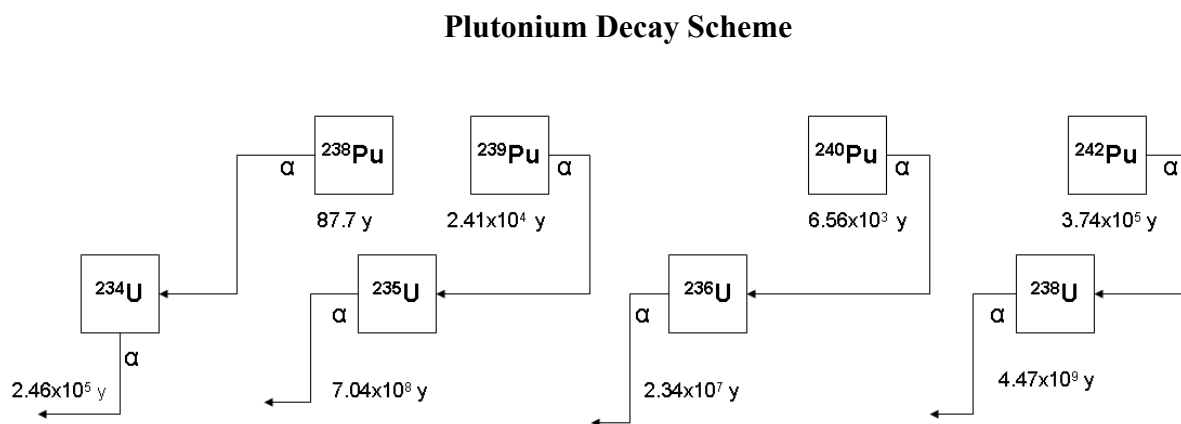 Plutonium Decay Scheme
²³⁸Pu
²³⁹Pu
²⁴⁰Pu
²⁴²Pu
α
α
α
α
87.7 y
2.41x10⁴ y
6.56x10³ y
3.74x10⁵ y
²³⁴U
²³⁵U
²³⁶U
²³⁸U
α
α
α
α
2.46x10⁵ y
7.04x10⁸ y
2.34x10⁷ y
4.47x10⁹ y